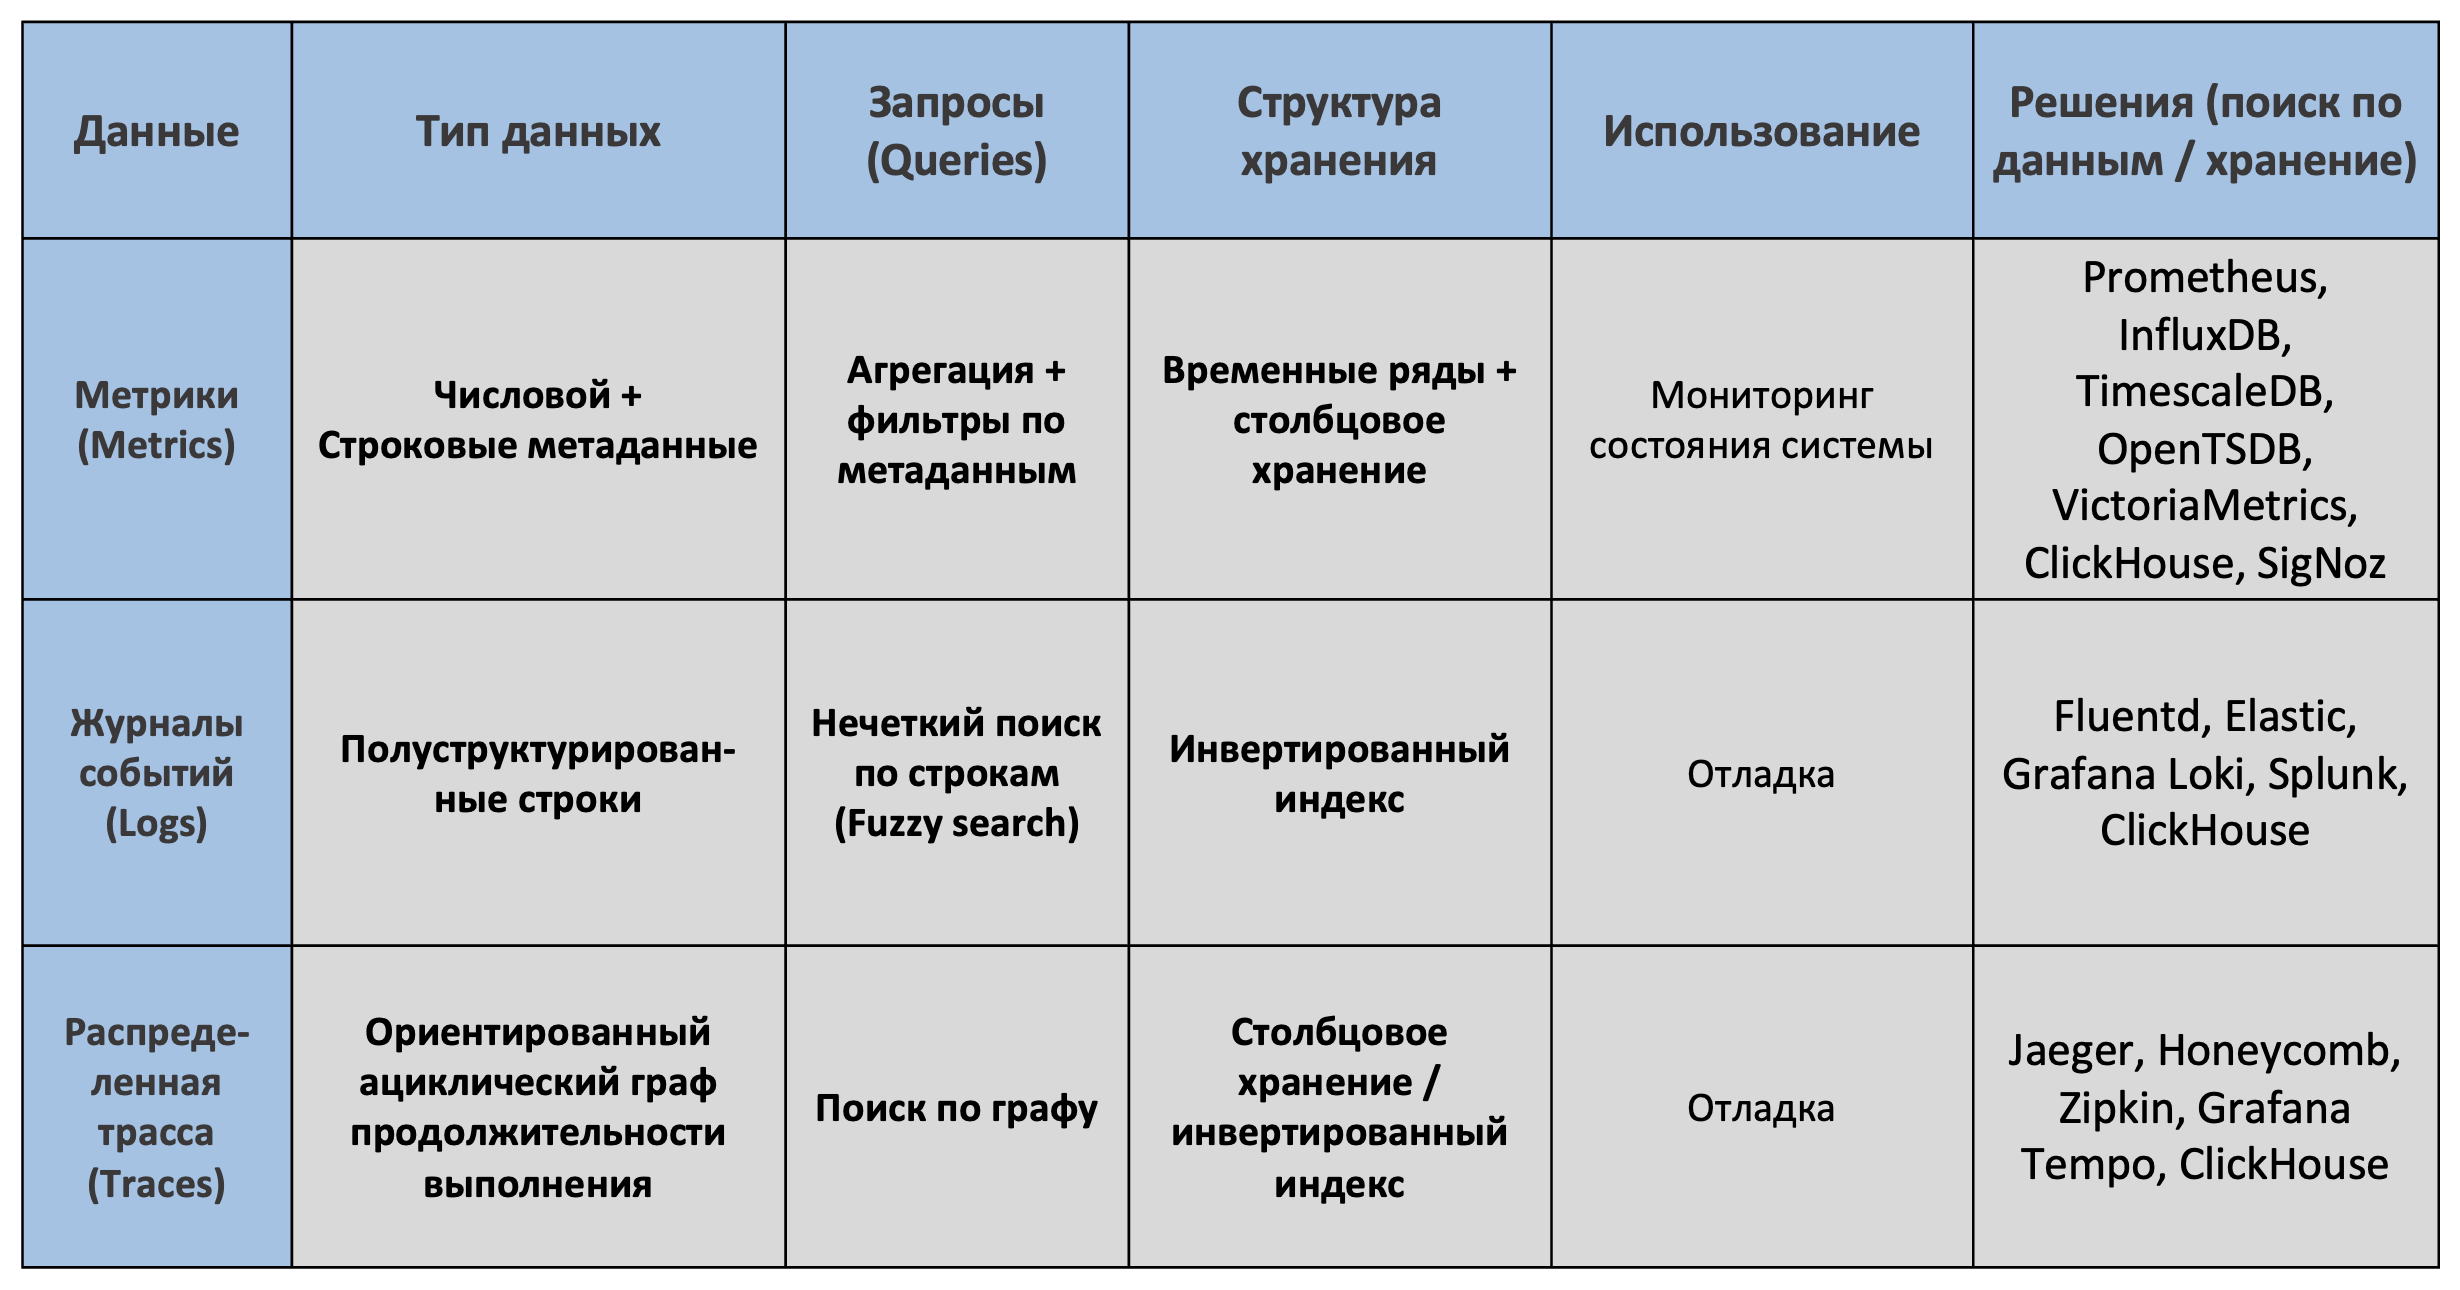 Данные
Тип данных
Запросы
(Queries)
Структура
хранения
Использование
Решения (поиск по
данным / хранение)
Метрики
(Metrics)
Числовой +
Строковые метаданные
Агрегация +
фильтры по
метаданным
Временные ряды +
столбцовое
хранение
Мониторинг
состояния системы
Prometheus,
InfluxDB,
TimescaleDB,
OpenTSDB,
VictoriaMetrics,
ClickHouse, SigNoz
Журналы
событий
(Logs)
Полуструктурирован-
ные строки
Нечеткий поиск
по строкам
(Fuzzy search)
Инвертированный
индекс
Отладка
Fluentd, Elastic,
Grafana Loki, Splunk,
ClickHouse
Распреде-
ленная
трасса
(Traces)
Ориентированный
ациклический граф
продолжительности
выполнения
Поиск по графу
Столбцовое
хранение /
инвертированный
индекс
Отладка
Jaeger, Honeycomb,
Zipkin, Grafana
Tempo, ClickHouse